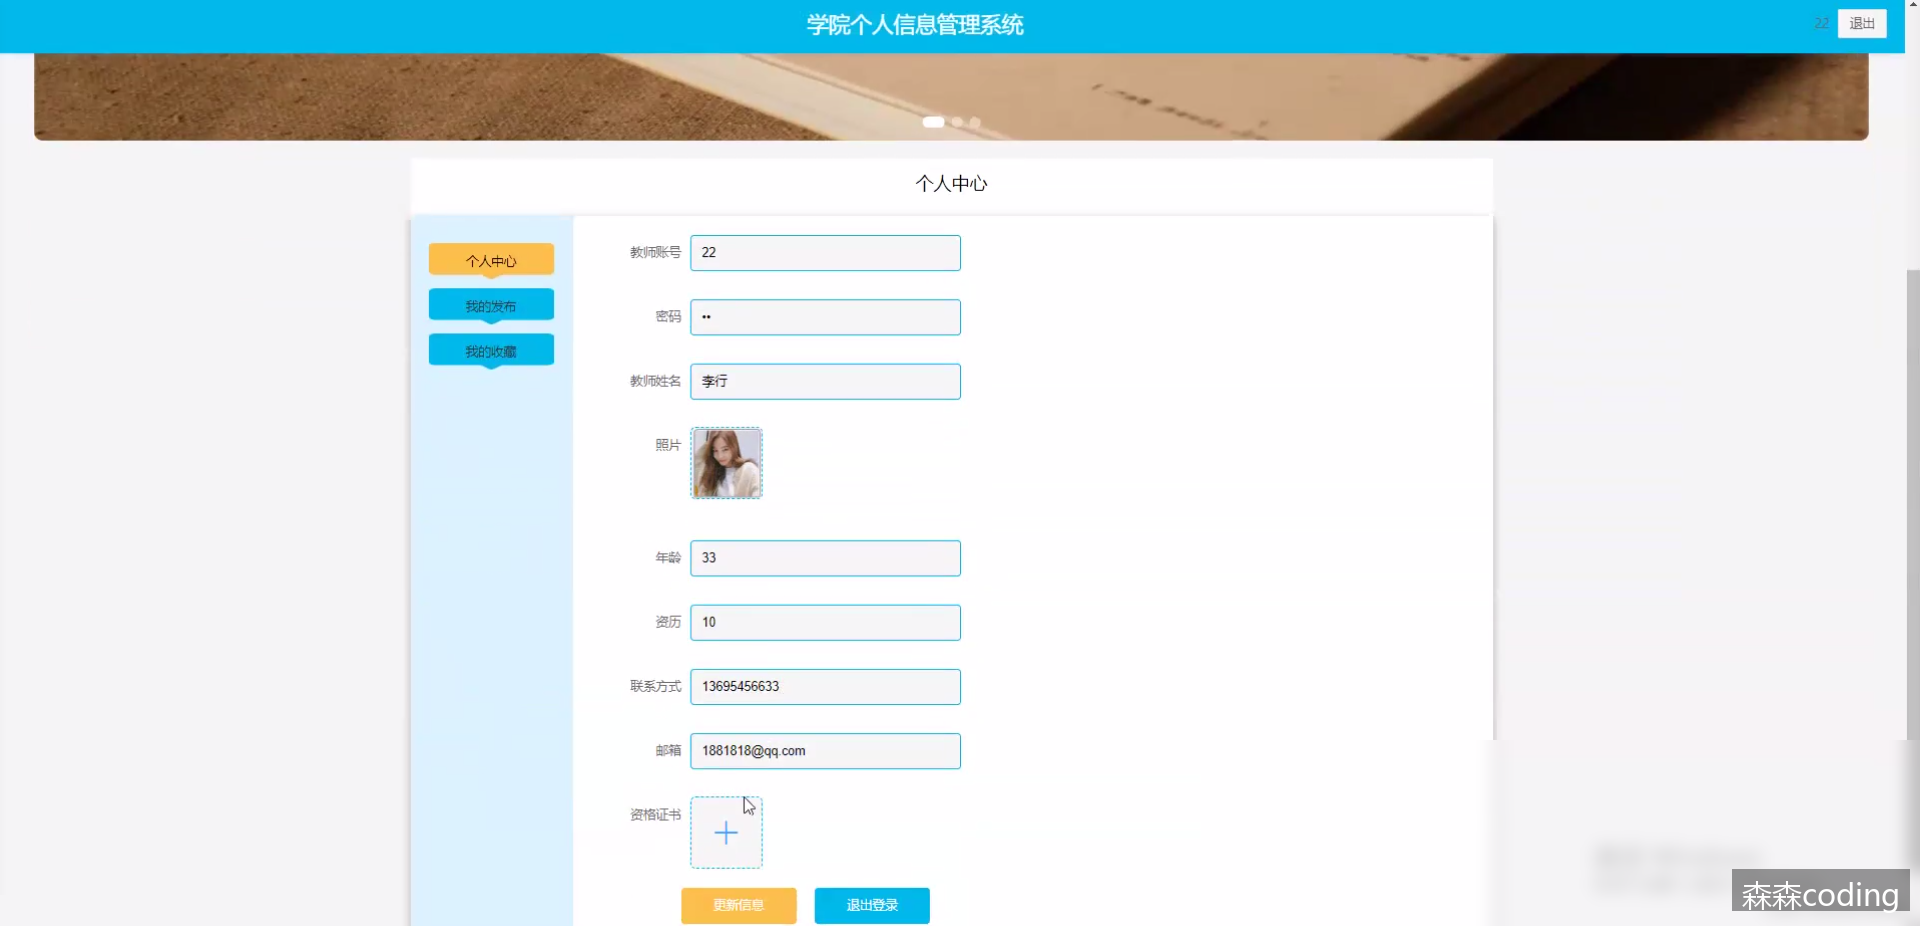 学院个人信息管理系统
22
退出
个人中心
个人中心
我的发布
我的收藏
教师账号
22
密码
••
教师姓名
李行
照片
年龄
33
资历
10
联系方式
13695456633
邮箱
1881818@qq.com
资格证书
更新信息
退出登录
森森coding